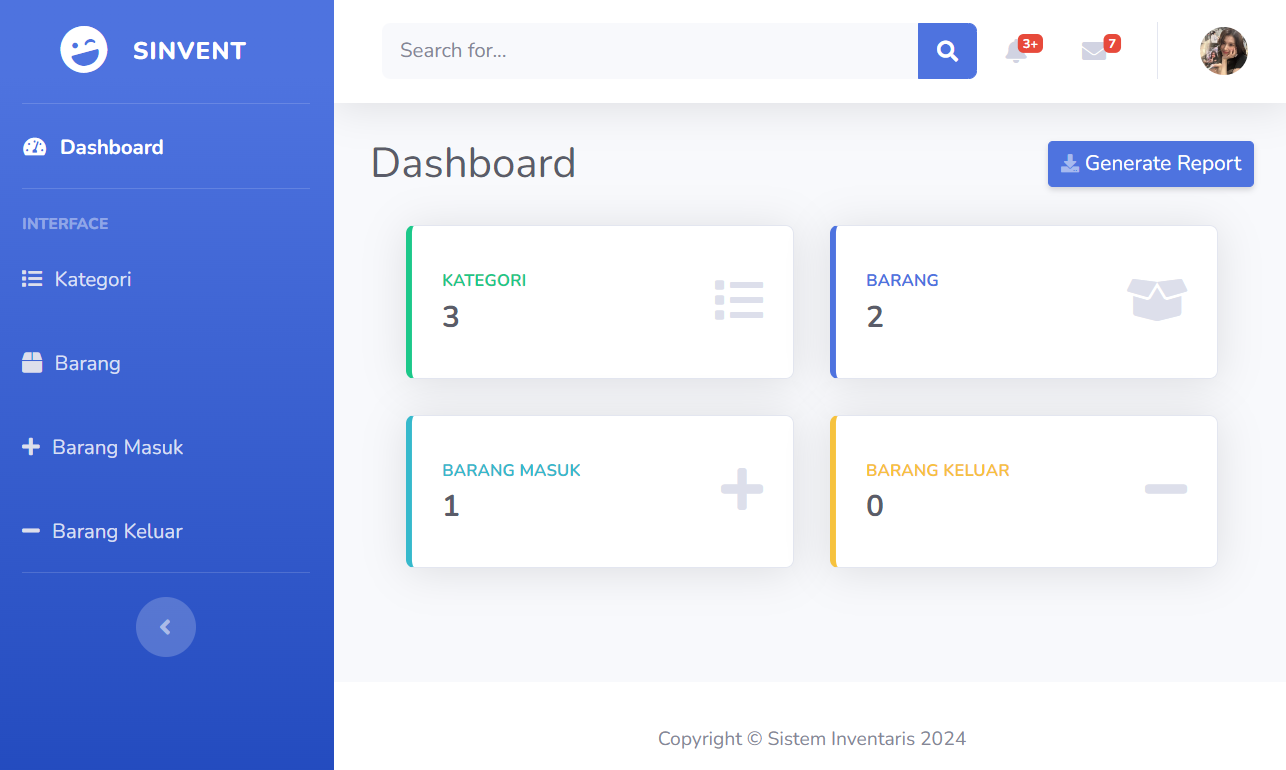 SINVENT
Search for...
3+
7
Dashboard
INTERFACE
Kategori
Barang
Barang Masuk
Barang Keluar
Dashboard
Generate Report
KATEGORI
3
BARANG
2
BARANG MASUK
1
BARANG KELUAR
0
Copyright © Sistem Inventaris 2024